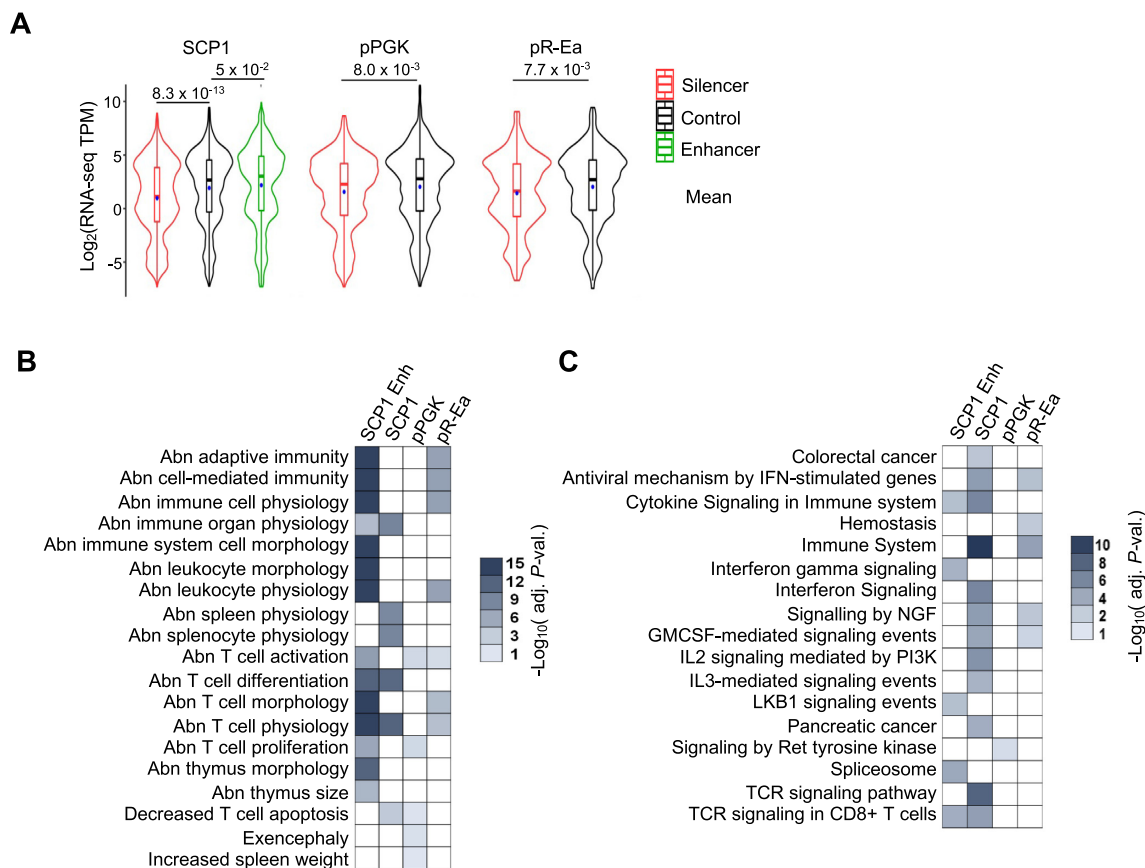 A
SCP1
pPGK
pR-Ea
8.3 x 10-13
5 x 10-2
8.0 x 10-3
7.7 x 10-3
Log2(RNA-seq TPM)
10
5
0
-5
Silencer
Control
Enhancer
Mean
B
SCP1 Enh
SCP1
pPGK
pR-Ea
Abn adaptive immunity
Abn cell-mediated immunity
Abn immune cell physiology
Abn immune organ physiology
Abn immune system cell morphology
Abn leukocyte morphology
Abn leukocyte physiology
Abn spleen physiology
Abn splenocyte physiology
Abn T cell activation
Abn T cell differentiation
Abn T cell morphology
Abn T cell physiology
Abn T cell proliferation
Abn thymus morphology
Abn thymus size
Decreased T cell apoptosis
Exencephaly
Increased spleen weight
15
12
9
6
3
1
-Log10( adj. P-val.)
C
SCP1 Enh
SCP1
pPGK
pR-Ea
Colorectal cancer
Antiviral mechanism by IFN-stimulated genes
Cytokine Signaling in Immune system
Hemostasis
Immune System
Interferon gamma signaling
Interferon Signaling
Signalling by NGF
GMCSF-mediated signaling events
IL2 signaling mediated by PI3K
IL3-mediated signaling events
LKB1 signaling events
Pancreatic cancer
Signaling by Ret tyrosine kinase
Spliceosome
TCR signaling pathway
TCR signaling in CD8+ T cells
10
8
6
4
2
1
-Log10( adj. P-val.)